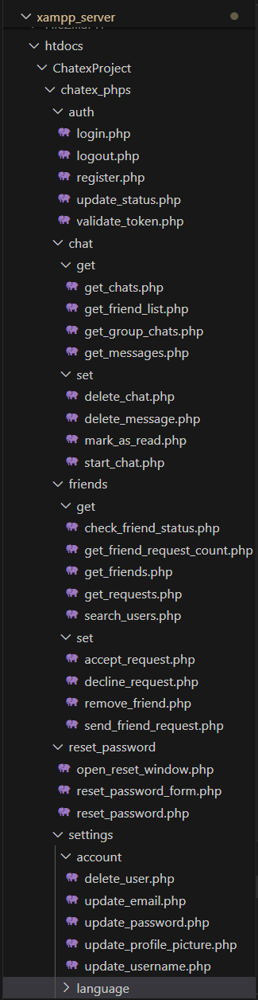 xampp_server
htdocs
ChatexProject
chatex_phps
auth
login.php
logout.php
register.php
update_status.php
validate_token.php
chat
get
get_chats.php
get_friend_list.php
get_group_chats.php
get_messages.php
set
delete_chat.php
delete_message.php
mark_as_read.php
start_chat.php
friends
get
check_friend_status.php
get_friend_request_count.php
get_friends.php
get_requests.php
search_users.php
set
accept_request.php
decline_request.php
remove_friend.php
send_friend_request.php
reset_password
open_reset_window.php
reset_password_form.php
reset_password.php
settings
account
delete_user.php
update_email.php
update_password.php
update_profile_picture.php
update_username.php
language